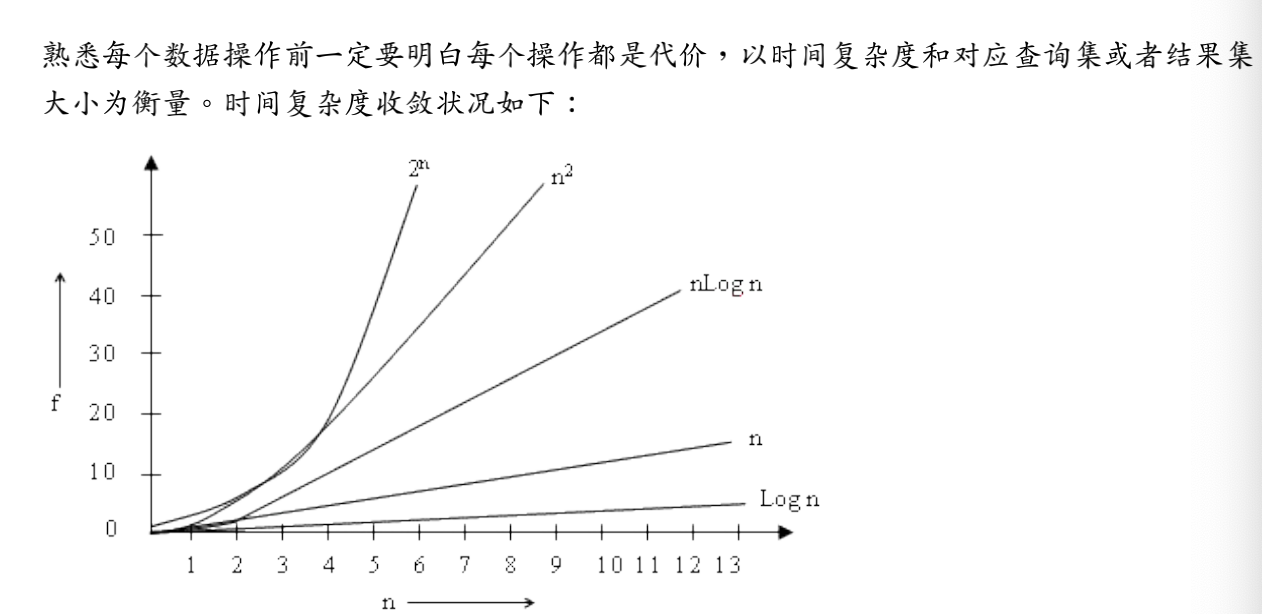 熟悉每个数据操作前一定要明白每个操作都是代价，以时间复杂度和对应查询集或者结果集
大小为衡量。时间复杂度收敛状况如下：
2ⁿ
n²
50
nLog n
40
30
f
20
n
10
Log n
0
1 2 3 4 5 6 7 8 9 10 11 12 13
n